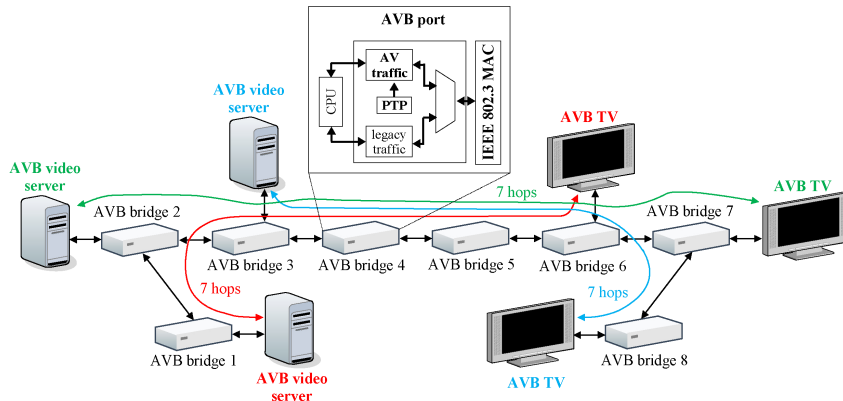 AVB port
AV
traffic
CPU
PTP
legacy
traffic
IEEE 802.3 MAC
AVB video
server
AVB TV
AVB video
server
7 hops
AVB TV
AVB bridge 2
AVB bridge 7
AVB bridge 3
AVB bridge 4
AVB bridge 5
AVB bridge 6
7 hops
7 hops
AVB bridge 1
AVB bridge 8
AVB video
server
AVB TV